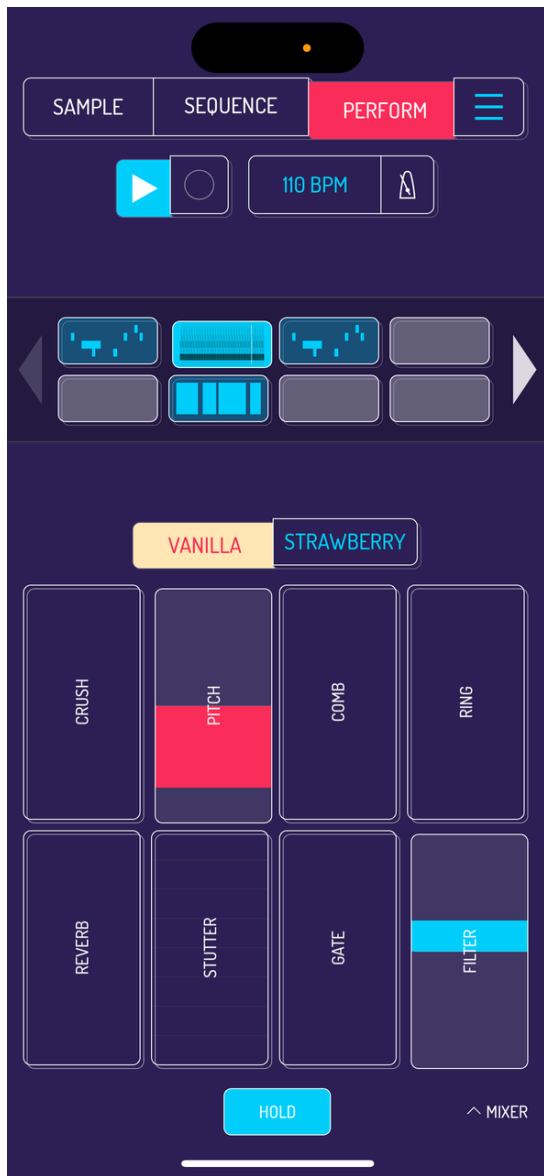 SAMPLE SEQUENCE PERFORM
110 BPM
VANILLA STRAWBERRY
CRUSH
PITCH
COMB
RING
REVERB
STUTTER
GATE
FILTER
HOLD
MIXER